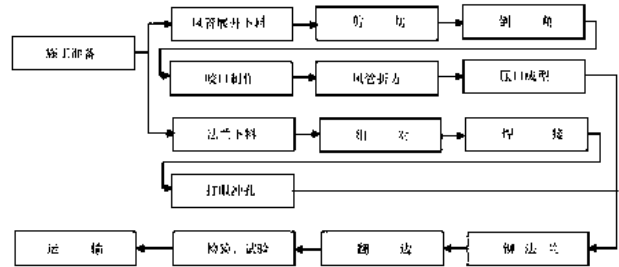 风管展开下料
剪 切
倒 角
施工准备
咬口制作
风管折方
压口成型
法兰下料
组 对
焊 接
打眼冲孔
运 输
检验、试验
翻 边
铆 法 兰